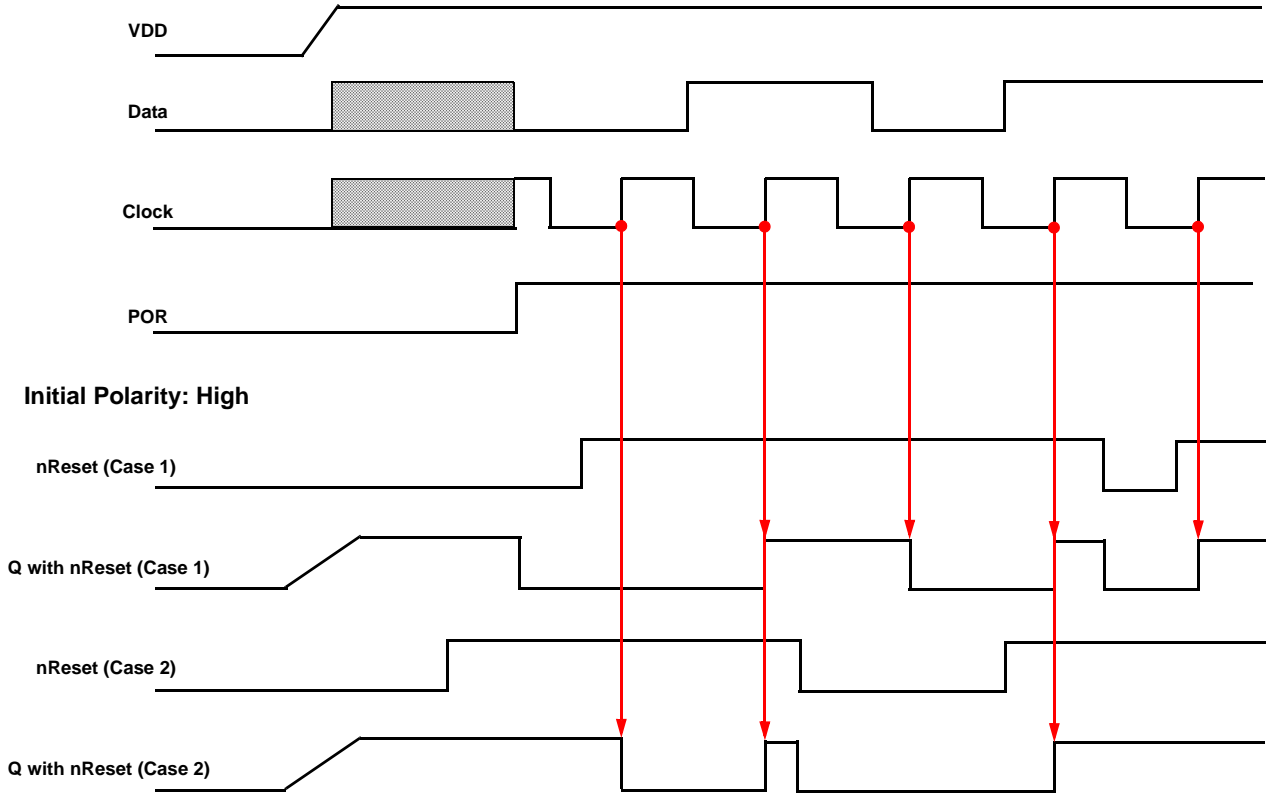 VDD
Data
Clock
POR
Initial Polarity: High
nReset (Case 1)
Q with nReset (Case 1)
nReset (Case 2)
Q with nReset (Case 2)